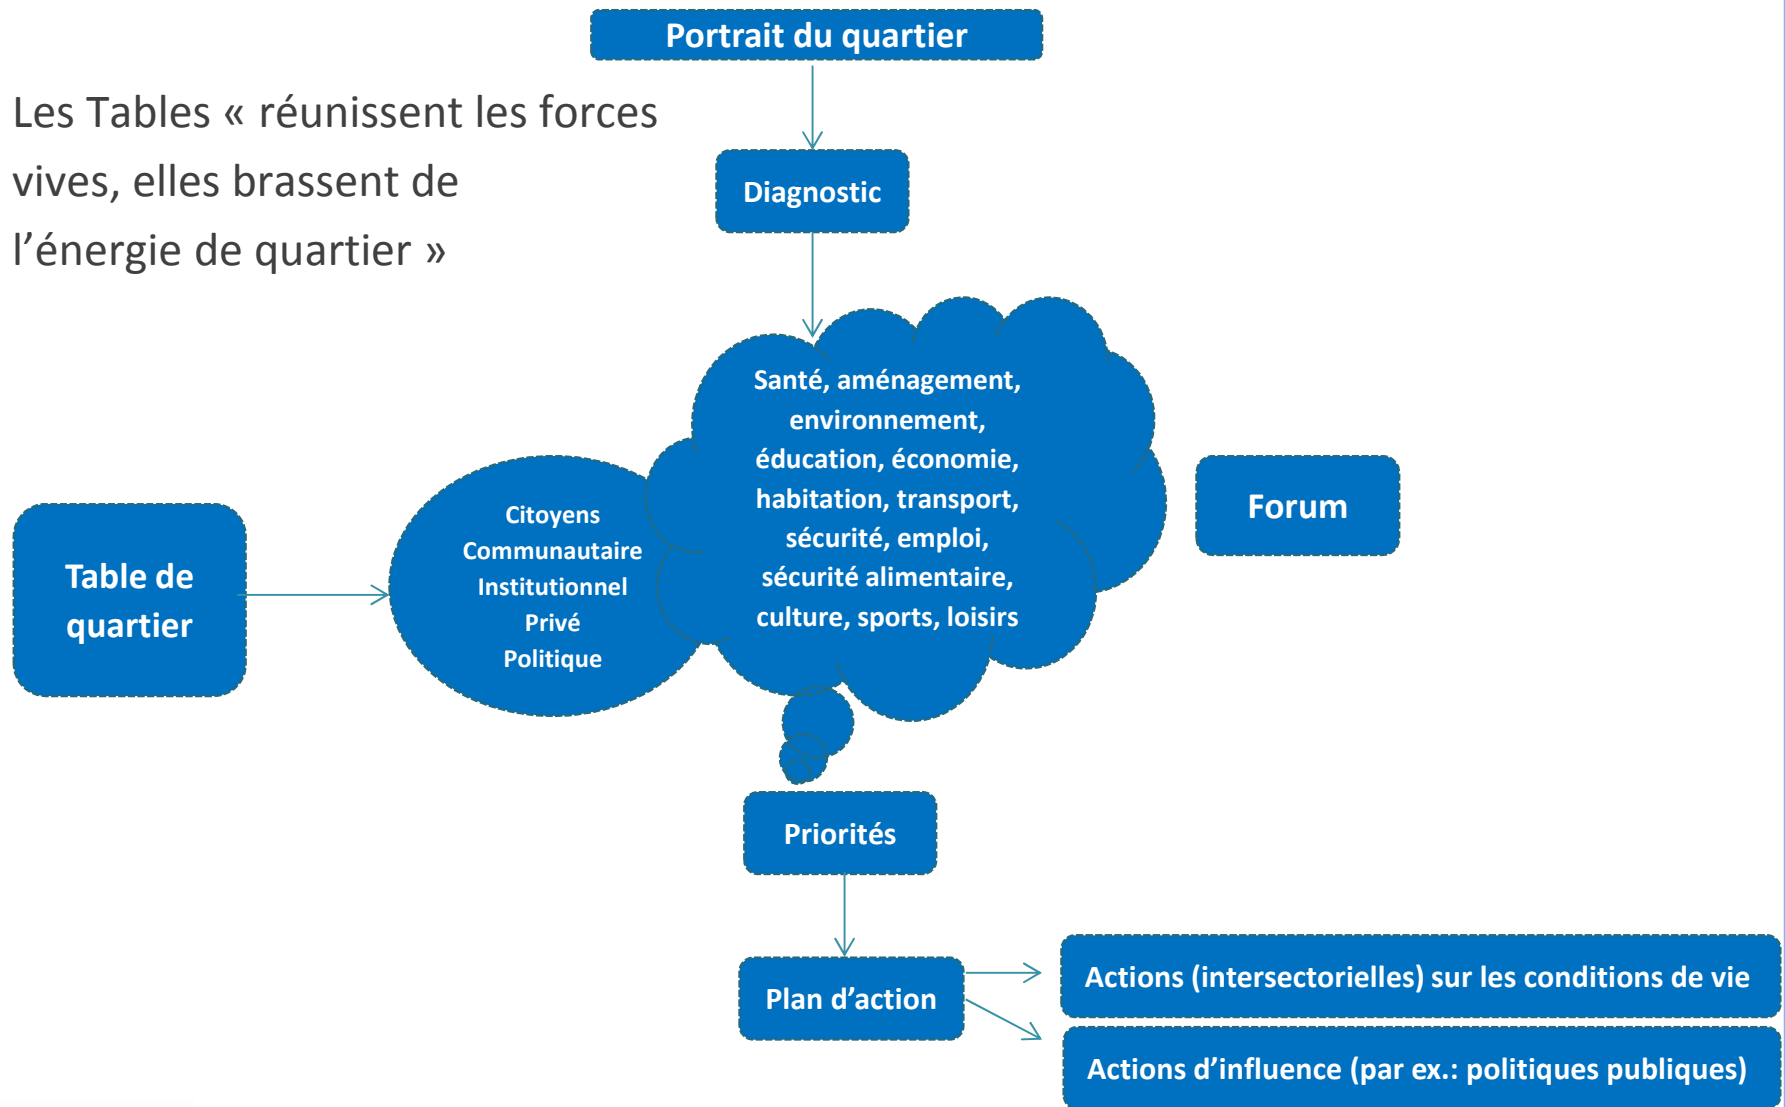 Portrait du quartier
Les Tables « réunissent les forces
vives, elles brassent de
l’énergie de quartier »
Diagnostic
Santé, aménagement,
environnement,
éducation, économie,
habitation, transport,
sécurité, emploi,
sécurité alimentaire,
culture, sports, loisirs
Forum
Citoyens
Communautaire
Institutionnel
Privé
Politique
Table de
quartier
Priorités
Plan d’action
Actions (intersectorielles) sur les conditions de vie
Actions d’influence (par ex.: politiques publiques)